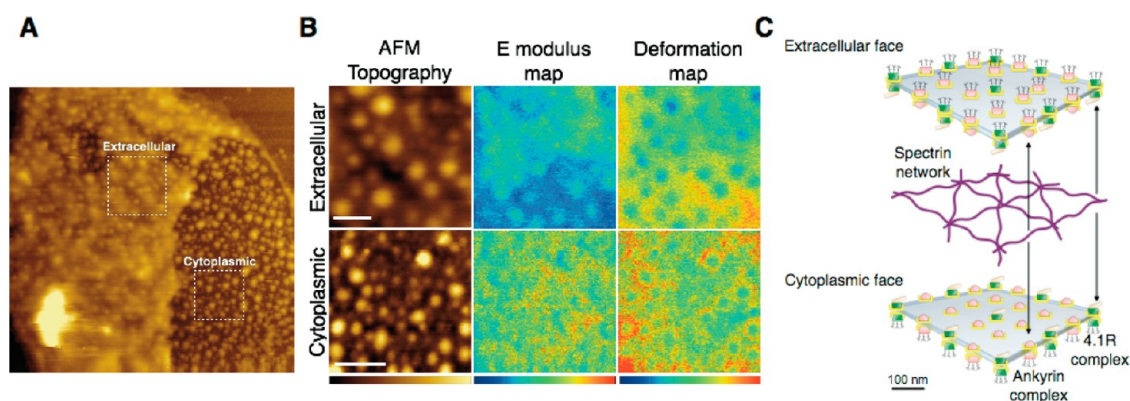 A
Extracellular
Cytoplasmic
B
AFM
Topography
E modulus
map
Deformation
map
Extracellular
Cytoplasmic
C
Extracellular face
Spectrin
network
Cytoplasmic face
4.1R
complex
Ankyrin
complex
100 nm